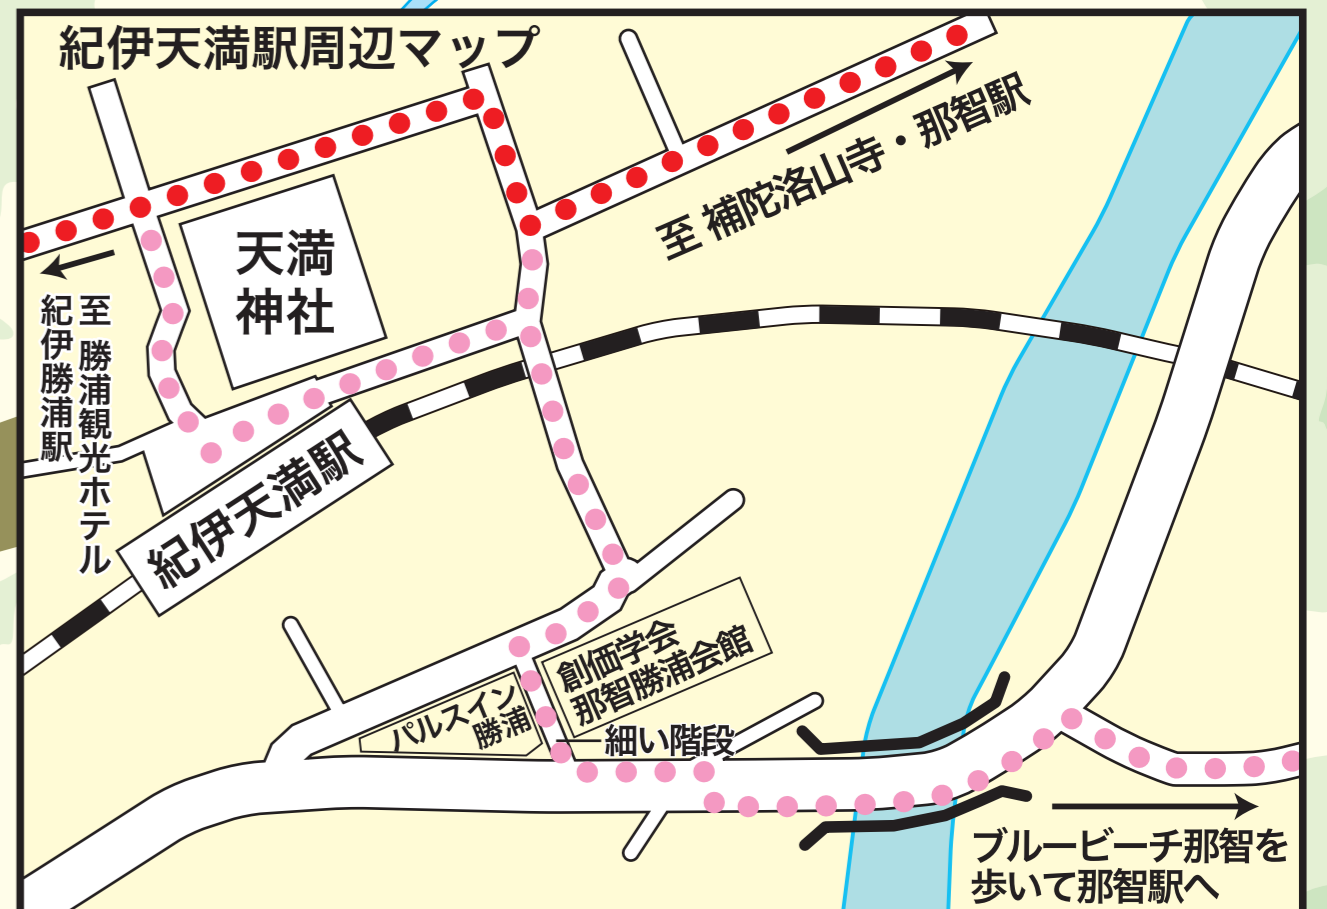 紀伊天満駅周辺マップ
至 補陀洛山寺・那智駅
天満
神社
至 勝浦観光ホテル
紀伊勝浦駅
紀伊天満駅
創価学会
那智勝浦会館
パルスイン
勝浦
細い階段
ブルービーチ那智を
歩いて那智駅へ